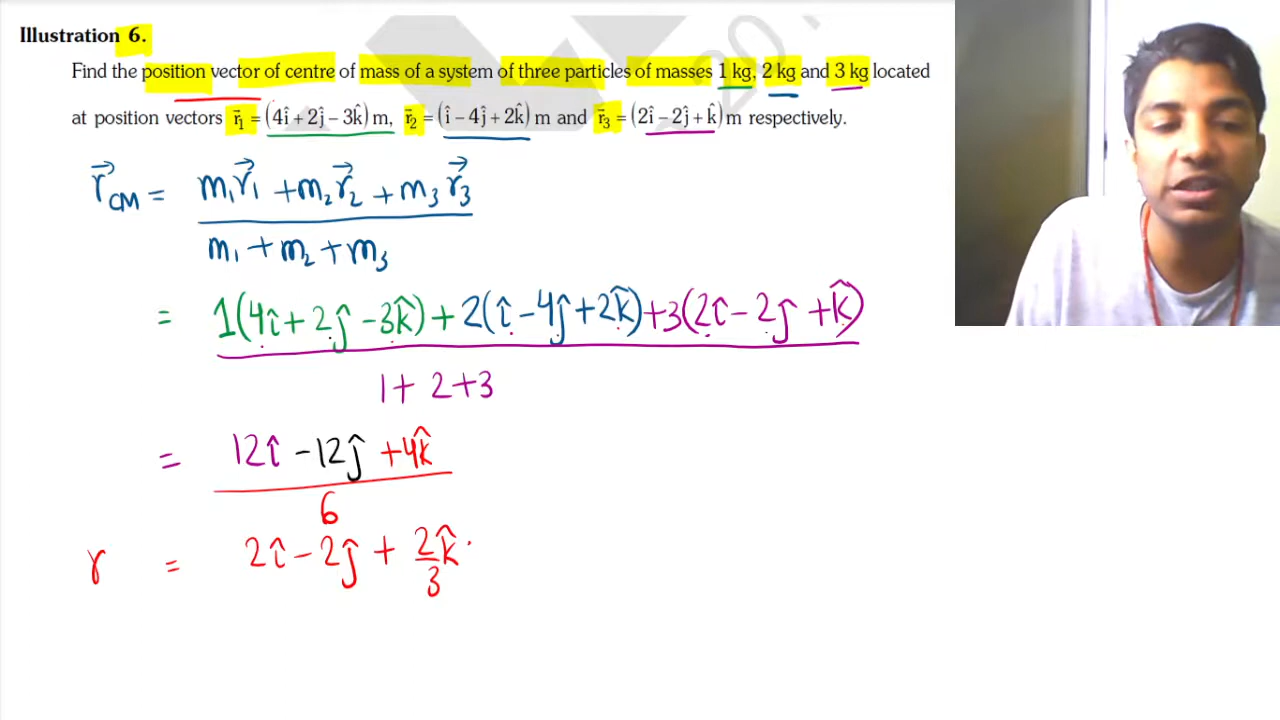 Illustration 6.
Find the position vector of centre of mass of a system of three particles of masses 1 kg, 2 kg and 3 kg located
at position vectors r⃗₁ = (4î + 2ĵ − 3k̂) m, r⃗₂ = (î − 4ĵ + 2k̂) m and r⃗₃ = (2î − 2ĵ + k̂) m respectively.
r⃗CM = m₁r⃗₁ + m₂r⃗₂ + m₃r⃗₃
m₁ + m₂ + m₃
= 1(4î + 2ĵ − 3k̂) + 2(î − 4ĵ + 2k̂) + 3(2î − 2ĵ + k̂)
1 + 2 + 3
= 12î − 12ĵ + 4k̂
6
r = 2î − 2ĵ + 2k̂
3